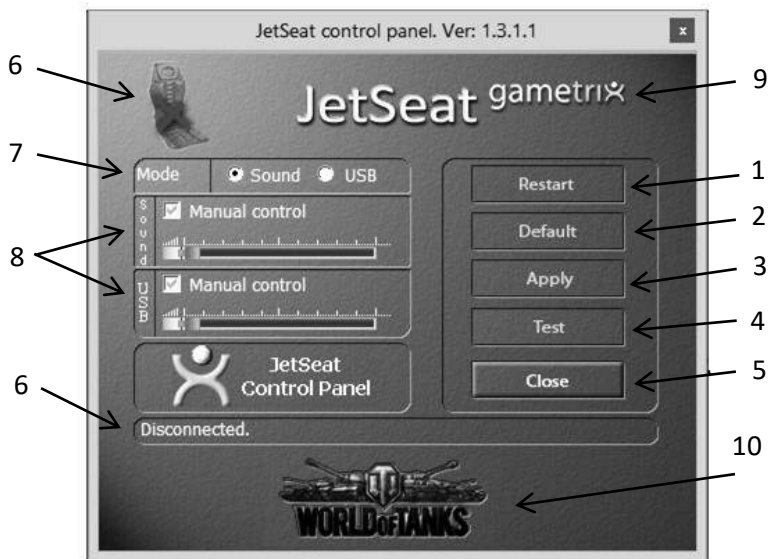 JetSeat control panel. Ver: 1.3.1.1
x
6
JetSeat gametrix
9
7
Mode
Sound
USB
Restart
1
8
Sound
Manual control
Default
2
Apply
3
USB
Manual control
Test
4
JetSeat
Control Panel
Close
5
6
Disconnected.
10
WORLD OF TANKS